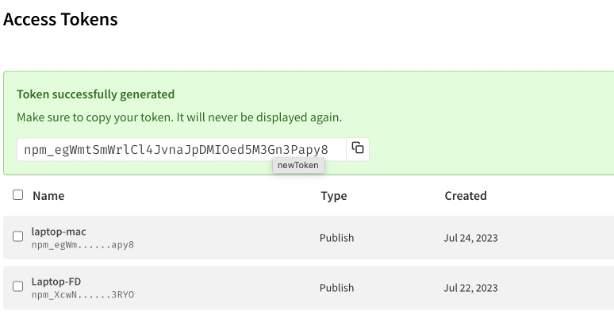 Access Tokens
Token successfully generated
Make sure to copy your token. It will never be displayed again.
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
newToken
Name Type Created
laptop-mac
npm_egWm......apy8 Publish Jul 24, 2023
Laptop-FD
npm_XcwN......3RYO Publish Jul 22, 2023